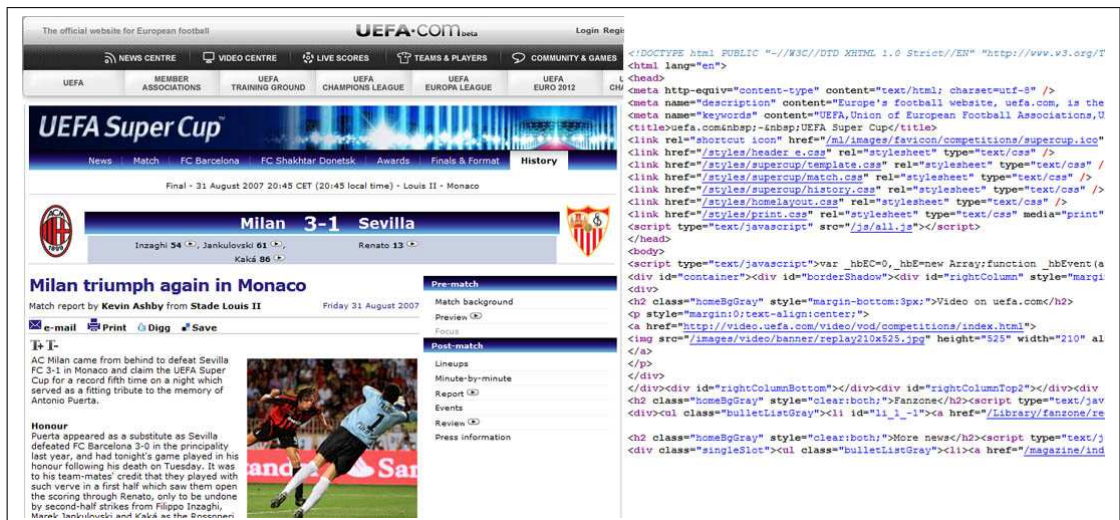 The official website for European football
UEFA·com beta
Login Regis
NEWS CENTRE
VIDEO CENTRE
LIVE SCORES
TEAMS & PLAYERS
COMMUNITY & GAMES
UEFA
MEMBER ASSOCIATIONS
UEFA TRAINING GROUND
UEFA CHAMPIONS LEAGUE
UEFA EUROPA LEAGUE
UEFA EURO 2012
UEFA Super Cup
News Match FC Barcelona FC Shakhtar Donetsk Awards Finals & Format History
Final - 31 August 2007 20:45 CET (20:45 local time) - Louis II - Monaco
Milan 3-1 Sevilla
Inzaghi 54, Jankulovski 61,
Kaká 86
Renato 13
Milan triumph again in Monaco
Match report by Kevin Ashby from Stade Louis II
Friday 31 August 2007
e-mail Print Digg Save
T+ T-
AC Milan came from behind to defeat Sevilla
FC 3-1 in Monaco and claim the UEFA Super
Cup for a record fifth time on a night which
served as a fitting tribute to the memory of
Antonio Puerta.
Honour
Puerta appeared as a substitute as Sevilla
defeated FC Barcelona 3-0 in the principality
last year, and had tonight's game played in his
honour following his death on Tuesday. It was
to his team-mates' credit that they played with
such verve in a first half which saw them open
the scoring through Renato, only to be undone
by second-half strikes from Filippo Inzaghi,
Marek Jankulovski and Kaká as the Rossoneri
Pre-match
Match background
Preview
Focus
Post-match
Lineups
Minute-by-minute
Report
Events
Review
Press information
<!DOCTYPE html PUBLIC "-//W3C//DTD XHTML 1.0 Strict//EN" "http://www.w3.org/T
<html lang="en">
<head>
<meta http-equiv="content-type" content="text/html; charset=utf-8" />
<meta name="description" content="Europe's football website, uefa.com, is the
<meta name="keywords" content="UEFA,Union of European Football Associations,U
<title>uefa.com&nbsp;-&nbsp;UEFA Super Cup</title>
<link rel="shortcut icon" href="/ml/images/favicon/competitions/supercup.ico"
<link href="/styles/header_e.css" rel="stylesheet" type="text/css" />
<link href="/styles/supercup/template.css" rel="stylesheet" type="text/css" /
<link href="/styles/supercup/match.css" rel="stylesheet" type="text/css" />
<link href="/styles/supercup/history.css" rel="stylesheet" type="text/css" />
<link href="/styles/homelayout.css" rel="stylesheet" type="text/css" />
<link href="/styles/print.css" rel="stylesheet" type="text/css" media="print"
<script type="text/javascript" src="/js/all.js"></script>
</head>
<body>
<script type="text/javascript">var _hbEC=0,_hbE=new Array;function _hbEvent(a
<div id="container"><div id="borderShadow"><div id="rightColumn" style="margi
<div>
<h2 class="homeBgGray" style="margin-bottom:3px;">Video on uefa.com</h2>
<p style="margin:0;text-align:center;">
<a href="http://video.uefa.com/video/vod/competitions/index.html">
<img src="/images/video/banner/replay210x525.jpg" height="525" width="210" al
</a>
</p>
</div>
</div><div id="rightColumnBottom"></div><div id="rightColumnTop2"></div><div
<h2 class="homeBgGray" style="clear:both;">Fanzone</h2><script type="text/jav
<div><ul class="bulletListGray"><li id="li_1_-1"><a href="/Library/fanzone/re
<h2 class="homeBgGray" style="clear:both;">More news</h2><script type="text/j
<div class="singleSlot"><ul class="bulletListGray"><li><a href="/magazine/ind